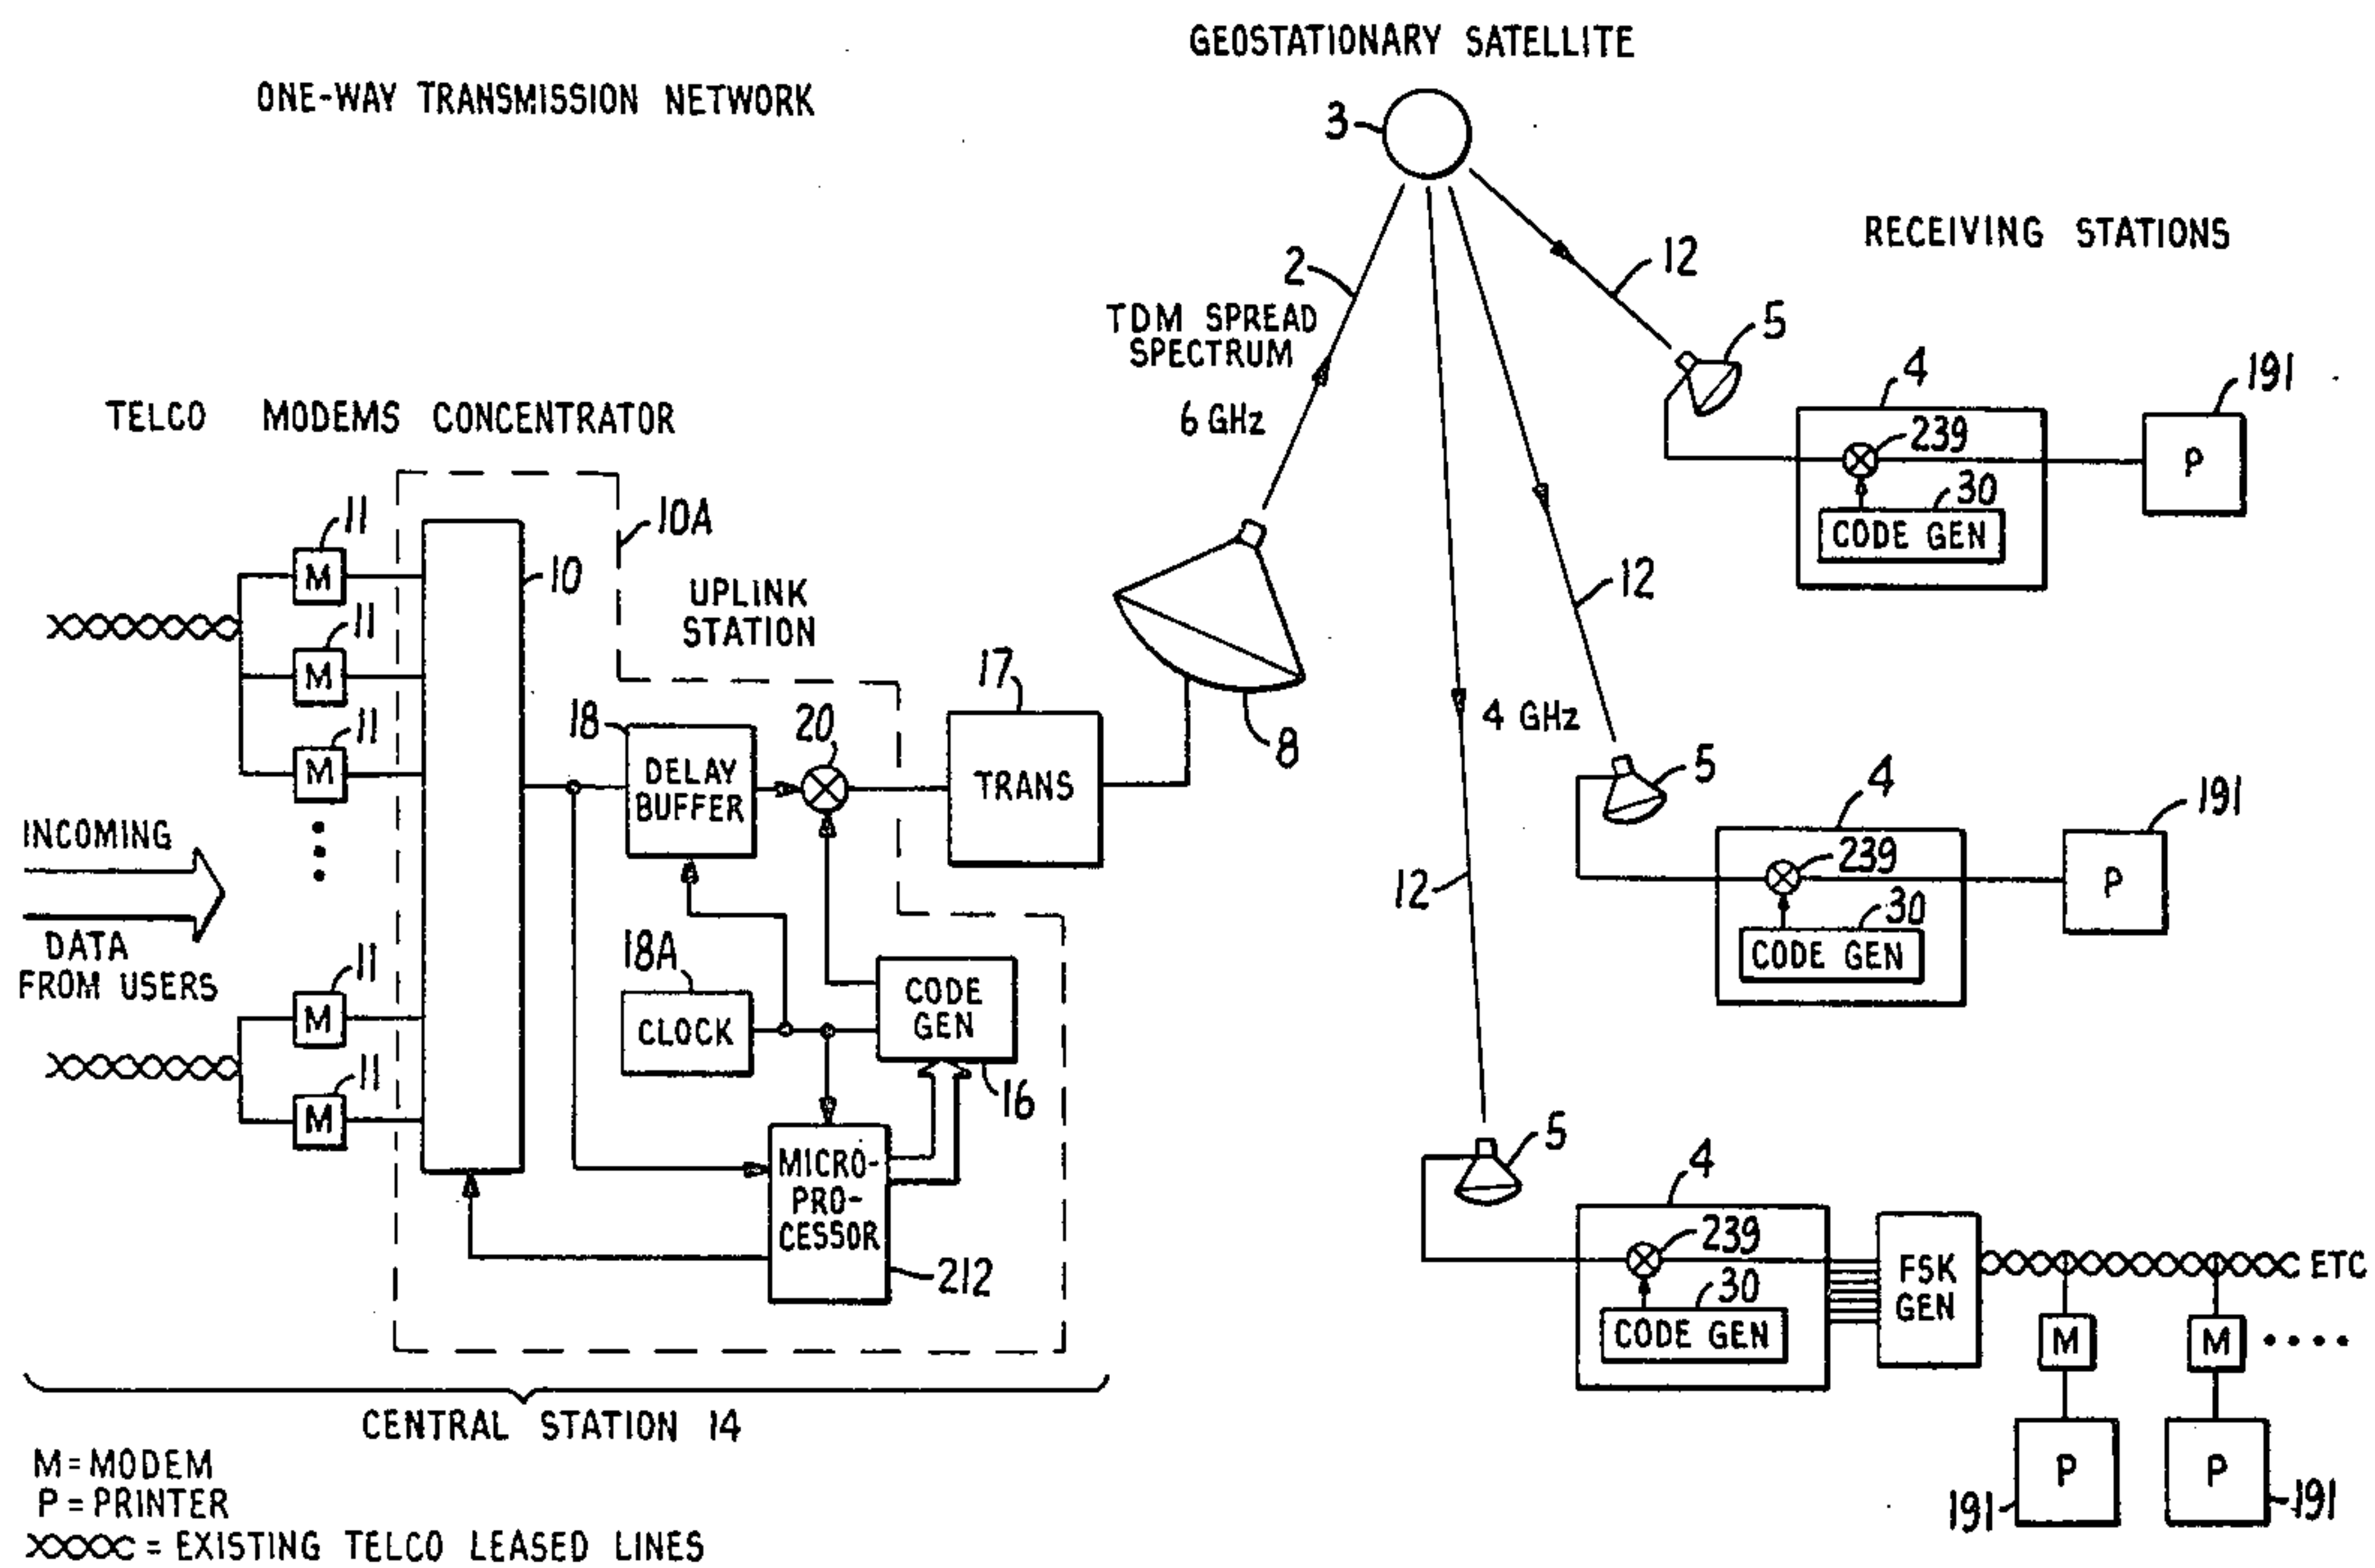 GEOSTATIONARY SATELLITE
ONE-WAY TRANSMISSION NETWORK
3
RECEIVING STATIONS
2
12
TDM SPREAD
SPECTRUM
6 GHz
5
4
191
239
P
30
CODE GEN
TELCO MODEMS CONCENTRATOR
11
M
10A
10
11
M
UPLINK
STATION
11
M
12
17
18
20
DELAY
BUFFER
TRANS
8
4 GHz
5
4
191
239
P
30
CODE GEN
12
INCOMING
DATA
FROM USERS
18A
CLOCK
CODE
GEN
16
11
M
11
M
MICRO-
PRO-
CESSOR
212
5
4
239
30
CODE GEN
FSK
GEN
ETC
M
M
P
P
191
191
CENTRAL STATION 14
M = MODEM
P = PRINTER
= EXISTING TELCO LEASED LINES